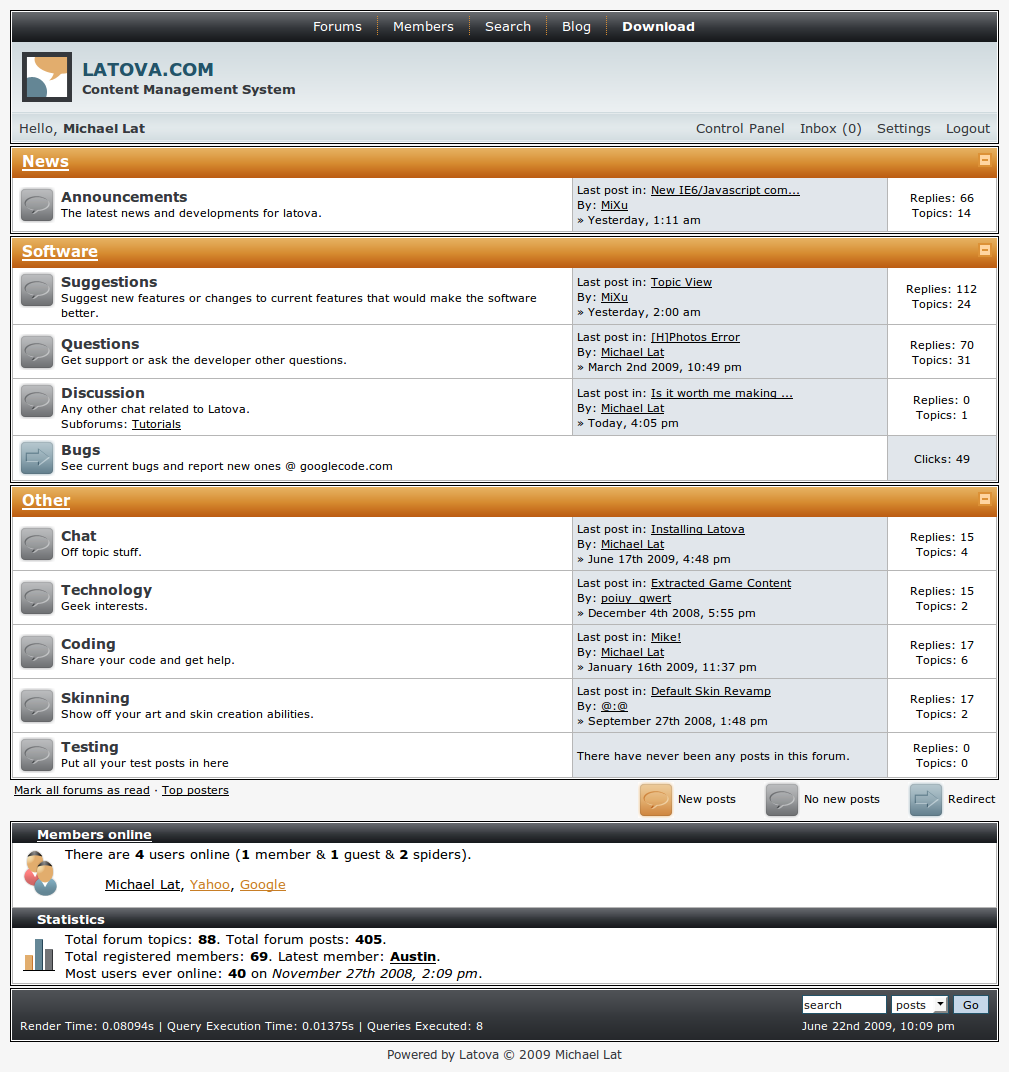 Forums Members Search Blog Download
LATOVA.COM
Content Management System
Hello, Michael Lat Control Panel Inbox (0) Settings Logout
News
Announcements
The latest news and developments for latova.
Last post in: New IE6/Javascript com...
By: MiXu
» Yesterday, 1:11 am
Replies: 66
Topics: 14
Software
Suggestions
Suggest new features or changes to current features that would make the software
better.
Last post in: Topic View
By: MiXu
» Yesterday, 2:00 am
Replies: 112
Topics: 24
Questions
Get support or ask the developer other questions.
Last post in: [H]Photos Error
By: Michael Lat
» March 2nd 2009, 10:49 pm
Replies: 70
Topics: 31
Discussion
Any other chat related to Latova.
Subforums: Tutorials
Last post in: Is it worth me making ...
By: Michael Lat
» Today, 4:05 pm
Replies: 0
Topics: 1
Bugs
See current bugs and report new ones @ googlecode.com
Clicks: 49
Other
Chat
Off topic stuff.
Last post in: Installing Latova
By: Michael Lat
» June 17th 2009, 4:48 pm
Replies: 15
Topics: 4
Technology
Geek interests.
Last post in: Extracted Game Content
By: poiuy_qwert
» December 4th 2008, 5:55 pm
Replies: 15
Topics: 2
Coding
Share your code and get help.
Last post in: Mike!
By: Michael Lat
» January 16th 2009, 11:37 pm
Replies: 17
Topics: 6
Skinning
Show off your art and skin creation abilities.
Last post in: Default Skin Revamp
By: @:@
» September 27th 2008, 1:48 pm
Replies: 17
Topics: 2
Testing
Put all your test posts in here
There have never been any posts in this forum.
Replies: 0
Topics: 0
Mark all forums as read · Top posters
New posts No new posts Redirect
Members online
There are 4 users online (1 member & 1 guest & 2 spiders).
Michael Lat, Yahoo, Google
Statistics
Total forum topics: 88. Total forum posts: 405.
Total registered members: 69. Latest member: Austin.
Most users ever online: 40 on November 27th 2008, 2:09 pm.
search posts Go
Render Time: 0.08094s | Query Execution Time: 0.01375s | Queries Executed: 8
June 22nd 2009, 10:09 pm
Powered by Latova © 2009 Michael Lat